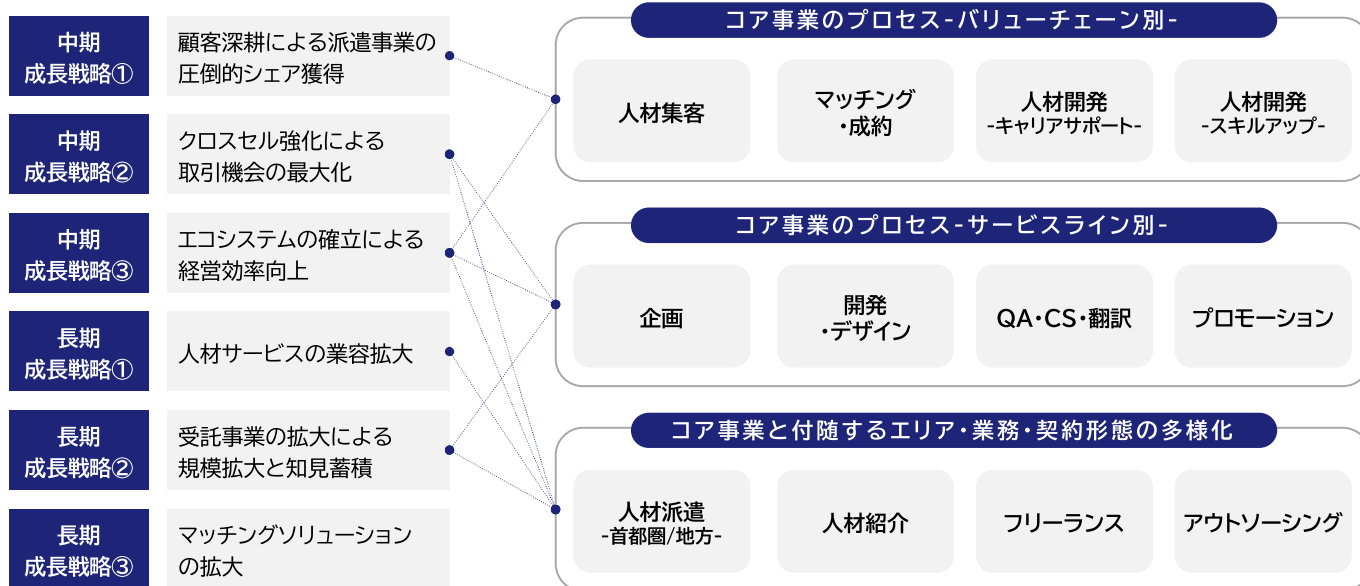 中期
成長戦略①
顧客深耕による派遣事業の
圧倒的シェア獲得
中期
成長戦略②
クロスセル強化による
取引機会の最大化
中期
成長戦略③
エコシステムの確立による
経営効率向上
長期
成長戦略①
人材サービスの業容拡大
長期
成長戦略②
受託事業の拡大による
規模拡大と知見蓄積
長期
成長戦略③
マッチングソリューション
の拡大
コア事業のプロセス-バリューチェーン別-
人材集客
マッチング
・成約
人材開発
-キャリアサポート-
人材開発
-スキルアップ-
コア事業のプロセス-サービスライン別-
企画
開発
・デザイン
QA・CS・翻訳
プロモーション
コア事業と付随するエリア・業務・契約形態の多様化
人材派遣
-首都圏/地方-
人材紹介
フリーランス
アウトソーシング